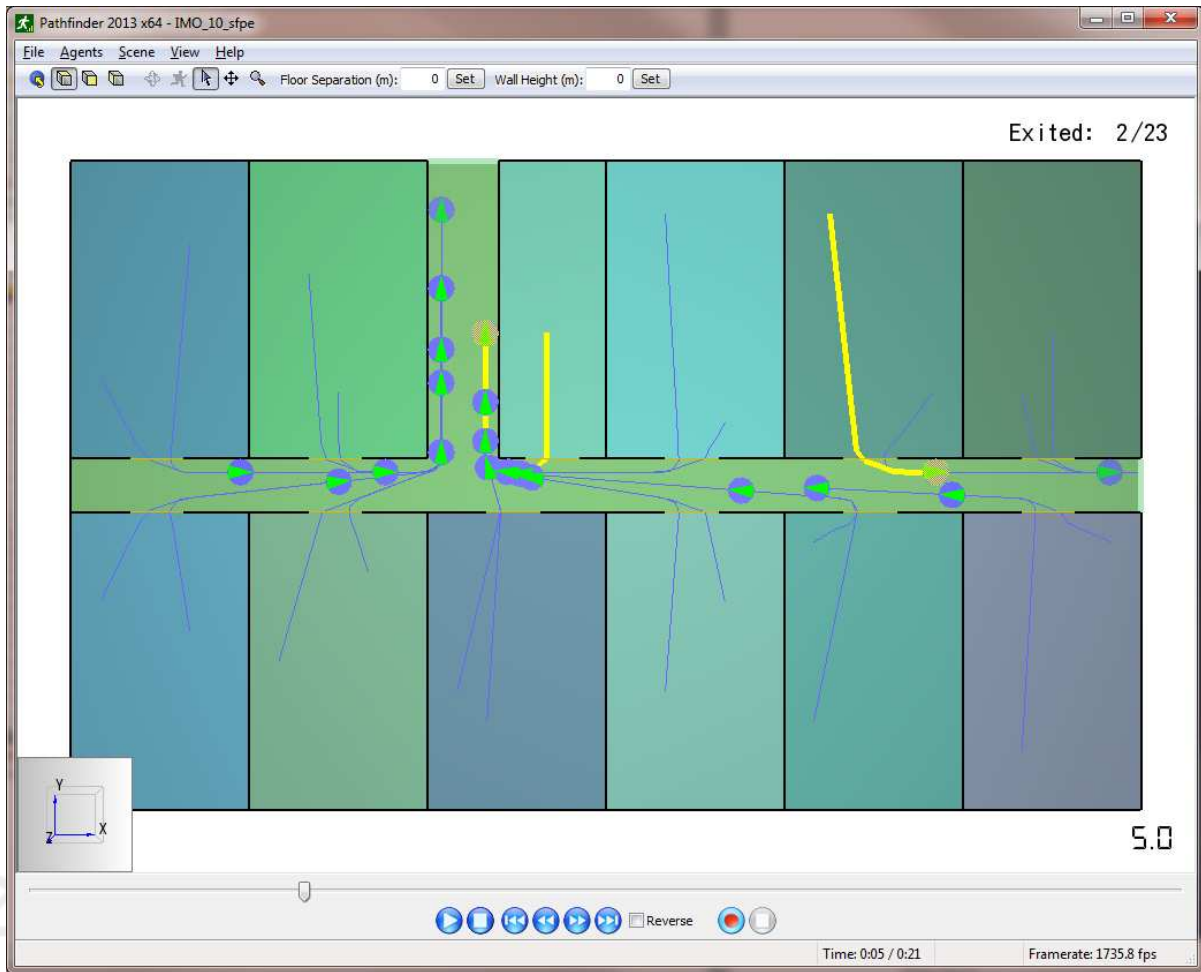 Pathfinder 2013 x64 - IMO_10_sfpe
File Agents Scene View Help
Floor Separation (m): 0 Set Wall Height (m): 0 Set
Exited: 2/23
Y
Z X
5.0
Reverse
Time: 0:05 / 0:21 Framerate: 1735.8 fps